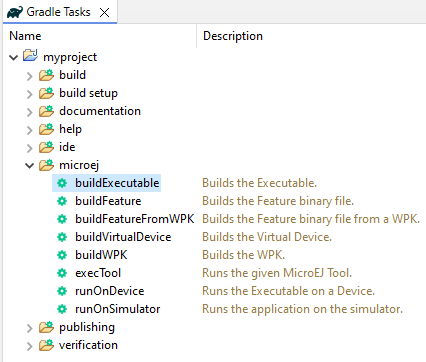 Gradle Tasks
Name Description
myproject
build
build setup
documentation
help
ide
microej
buildExecutable Builds the Executable.
buildFeature Builds the Feature binary file.
buildFeatureFromWPK Builds the Feature binary file from a WPK.
buildVirtualDevice Builds the Virtual Device.
buildWPK Builds the WPK.
execTool Runs the given MicroEJ Tool.
runOnDevice Runs the Executable on a Device.
runOnSimulator Runs the application on the simulator.
publishing
verification